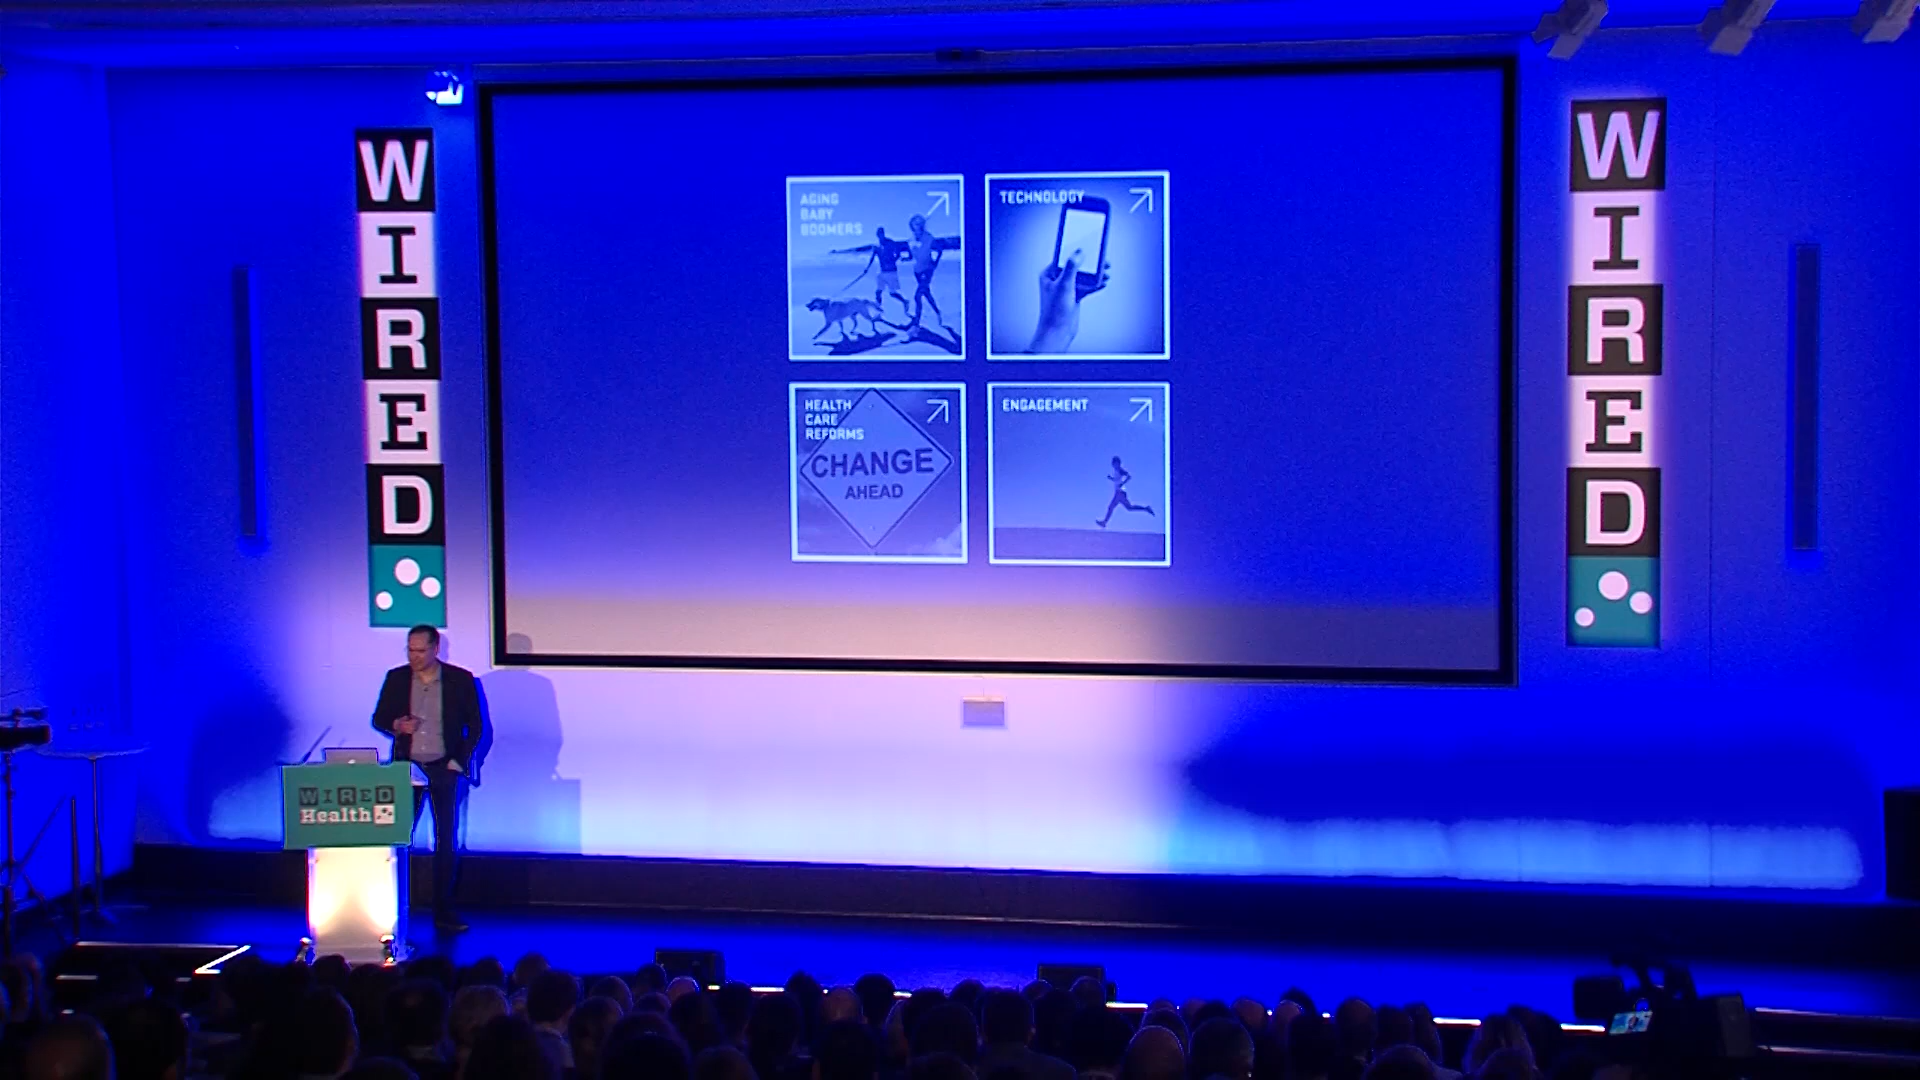 WIRED
AGING
BABY
BOOMERS
TECHNOLOGY
HEALTH
CARE
REFORMS
CHANGE
AHEAD
ENGAGEMENT
WIRED
WIRED
Health